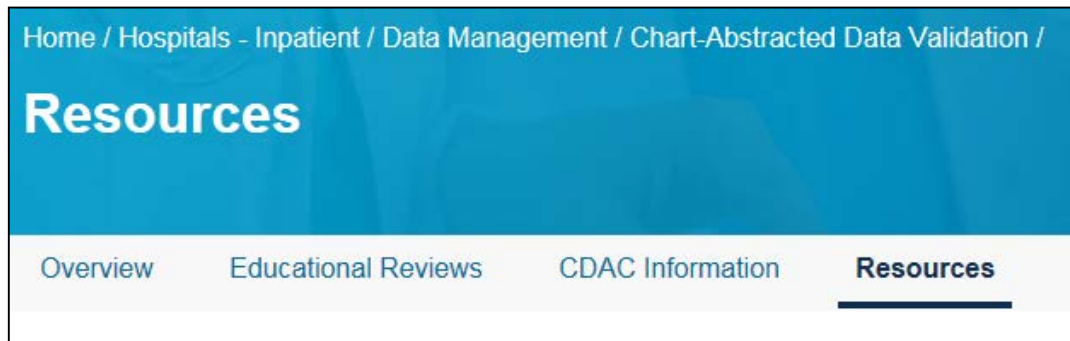 Home / Hospitals - Inpatient / Data Management / Chart-Abstracted Data Validation /
Resources
Overview Educational Reviews CDAC Information Resources